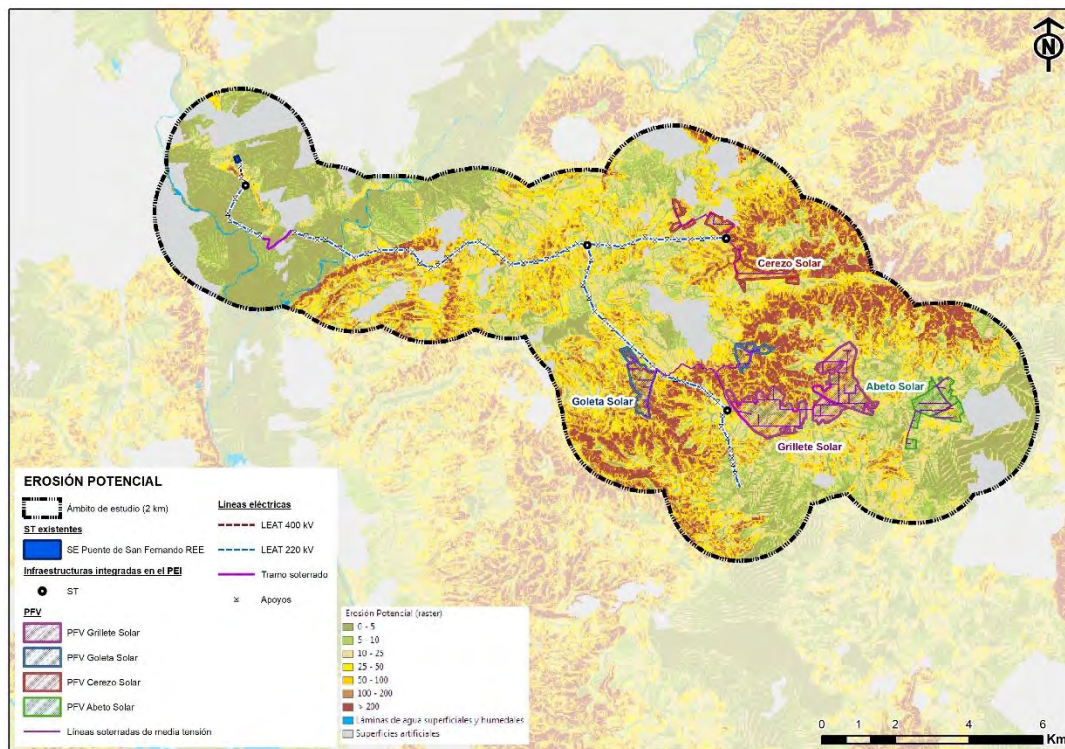 N
Cerezo Solar
Goleta Solar
Abeto Solar
Grillete Solar
EROSIÓN POTENCIAL
Ámbito de estudio (2 km)
ST existentes
SE Puente de San Fernando REE
Infraestructuras integradas en el PEI
ST
PFV
PFV Grillete Solar
PFV Goleta Solar
PFV Cerezo Solar
PFV Abeto Solar
Líneas soterradas de media tensión
Líneas eléctricas
LEAT 400 kV
LEAT 220 kV
Tramo soterrado
Apoyos
Erosión Potencial (raster)
0 - 5
5 - 10
10 - 25
25 - 50
50 - 100
100 - 200
> 200
Láminas de agua superficiales y humedales
Superficies artificiales
0 1 2 4 6
Km